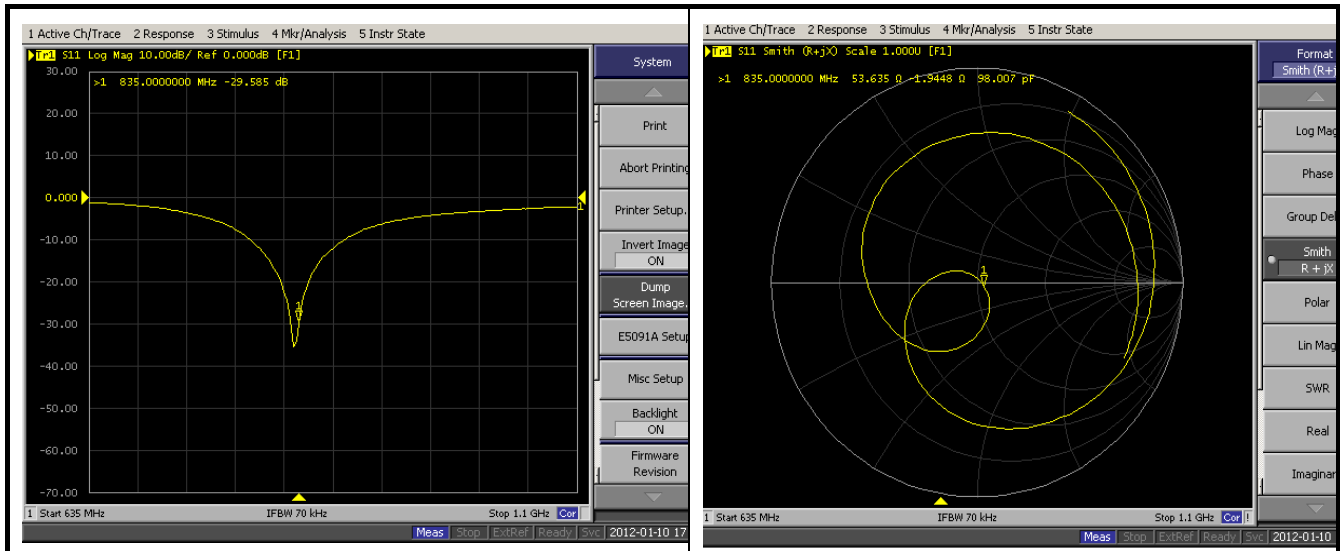 1 Active Ch/Trace 2 Response 3 Stimulus 4 Mkr/Analysis 5 Instr State
Tr1 S11 Log Mag 10.00dB/ Ref 0.000dB [F1]
>1 835.0000000 MHz -29.585 dB
30.00
20.00
10.00
0.000
-10.00
-20.00
-30.00
-40.00
-50.00
-60.00
-70.00
1
1
1 Start 635 MHz IFBW 70 kHz Stop 1.1 GHz Cor
Meas Stop ExtRef Ready Svc 2012-01-10 17
System
Print
Abort Printing
Printer Setup.
Invert Image
ON
Dump
Screen Image.
E5091A Setup
Misc Setup
Backlight
ON
Firmware
Revision
1 Active Ch/Trace 2 Response 3 Stimulus 4 Mkr/Analysis 5 Instr State
Tr1 S11 Smith (R+jX) Scale 1.000U [F1]
>1 835.0000000 MHz 53.635 Ω -1.9448 Ω 98.007 pF
1
1 Start 635 MHz IFBW 70 kHz Stop 1.1 GHz Cor !
Meas Stop ExtRef Ready Svc 2012-01-10
Format
Smith (R+j
Log Mag
Phase
Group Del
Smith
R + jX
Polar
Lin Mag
SWR
Real
Imaginar